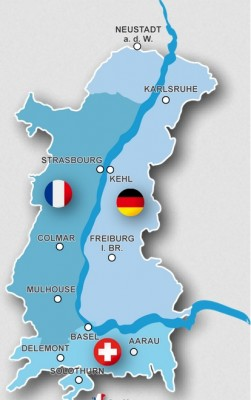 NEUSTADT
a. d. W.
KARLSRUHE
STRASBOURG
KEHL
COLMAR
FREIBURG
I. BR.
MULHOUSE
BASEL
AARAU
DELEMONT
SOLOTHURN